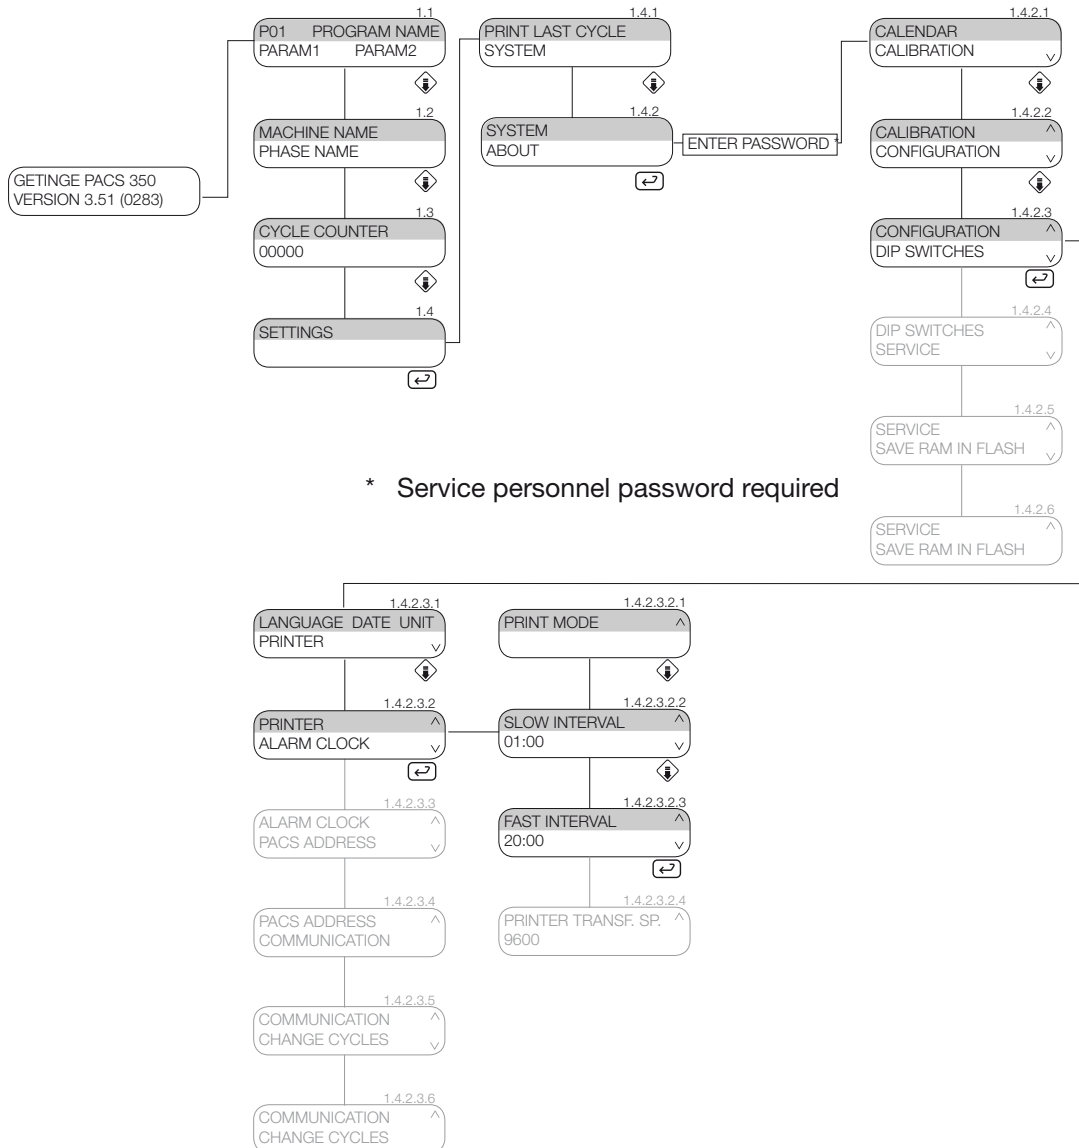 GETINGE PACS 350
VERSION 3.51 (0283)
1.1
P01 PROGRAM NAME
PARAM1 PARAM2
1.2
MACHINE NAME
PHASE NAME
1.3
CYCLE COUNTER
00000
1.4
SETTINGS
1.4.1
PRINT LAST CYCLE
SYSTEM
1.4.2
SYSTEM
ABOUT
ENTER PASSWORD *
1.4.2.1
CALENDAR
CALIBRATION
1.4.2.2
CALIBRATION
CONFIGURATION
1.4.2.3
CONFIGURATION
DIP SWITCHES
1.4.2.4
DIP SWITCHES
SERVICE
1.4.2.5
SERVICE
SAVE RAM IN FLASH
1.4.2.6
SERVICE
SAVE RAM IN FLASH
* Service personnel password required
1.4.2.3.1
LANGUAGE DATE UNIT
PRINTER
1.4.2.3.2
PRINTER
ALARM CLOCK
1.4.2.3.3
ALARM CLOCK
PACS ADDRESS
1.4.2.3.4
PACS ADDRESS
COMMUNICATION
1.4.2.3.5
COMMUNICATION
CHANGE CYCLES
1.4.2.3.6
COMMUNICATION
CHANGE CYCLES
1.4.2.3.2.1
PRINT MODE
1.4.2.3.2.2
SLOW INTERVAL
01:00
1.4.2.3.2.3
FAST INTERVAL
20:00
1.4.2.3.2.4
PRINTER TRANSF. SP.
9600